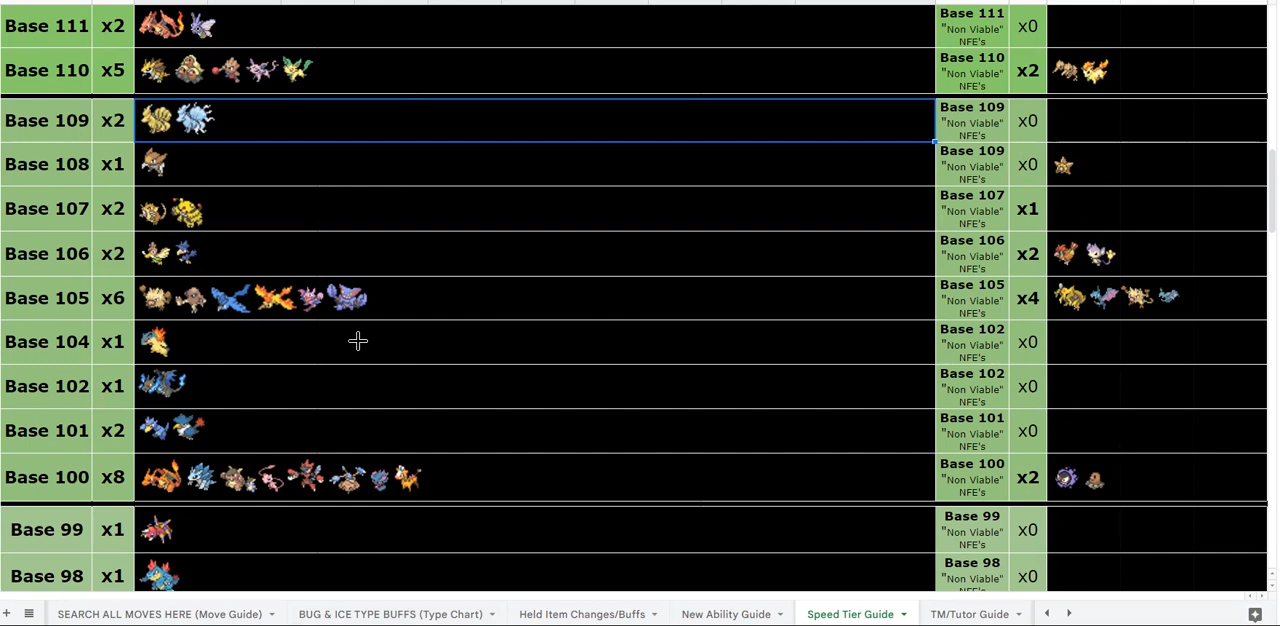 Base 111 x2 Base 111 "Non Viable" NFE's x0
Base 110 x5 Base 110 "Non Viable" NFE's x2
Base 109 x2 Base 109 "Non Viable" NFE's x0
Base 108 x1 Base 109 "Non Viable" NFE's x0
Base 107 x2 Base 107 "Non Viable" NFE's x1
Base 106 x2 Base 106 "Non Viable" NFE's x2
Base 105 x6 Base 105 "Non Viable" NFE's x4
Base 104 x1 Base 102 "Non Viable" NFE's x0
Base 102 x1 Base 102 "Non Viable" NFE's x0
Base 101 x2 Base 101 "Non Viable" NFE's x0
Base 100 x8 Base 100 "Non Viable" NFE's x2
Base 99 x1 Base 99 "Non Viable" NFE's x0
Base 98 x1 Base 98 "Non Viable" x0
SEARCH ALL MOVES HERE (Move Guide) BUG & ICE TYPE BUFFS (Type Chart) Held Item Changes/Buffs New Ability Guide Speed Tier Guide TM/Tutor Guide